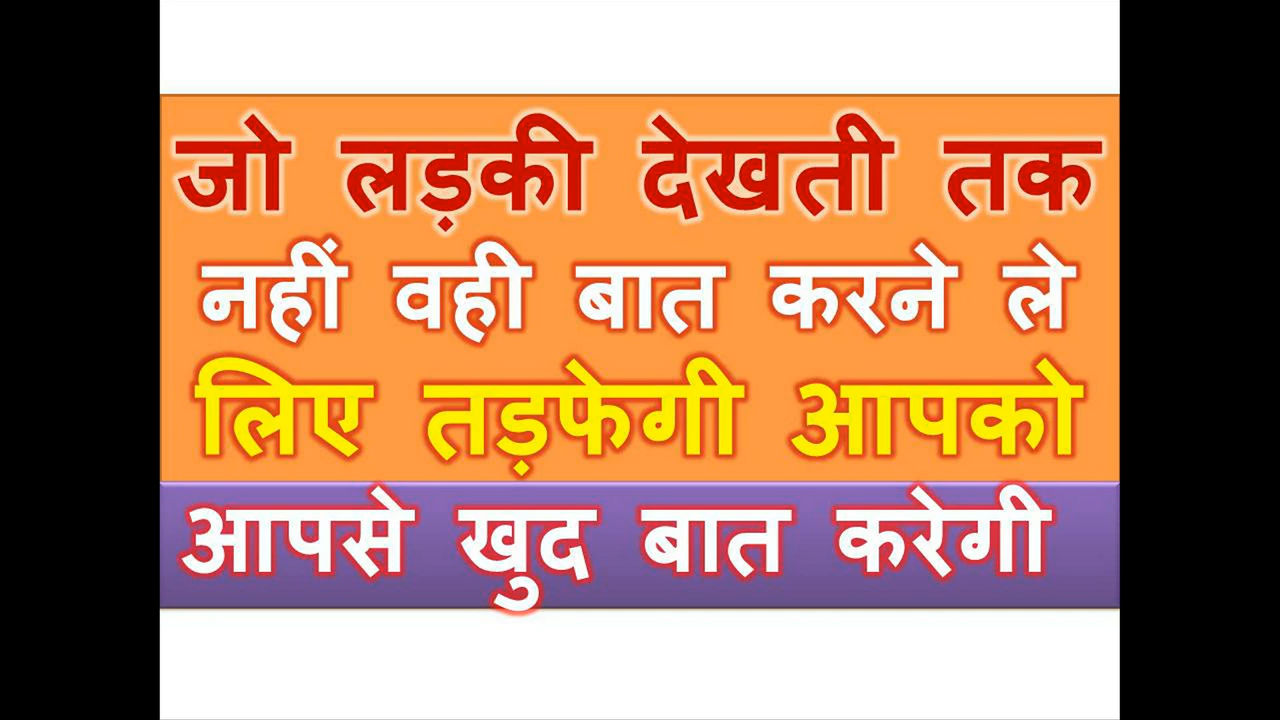 जो लड़की देखती तक
नहीं वही बात करने ले
लिए तड़फेगी आपको
आपसे खुद बात करेगी